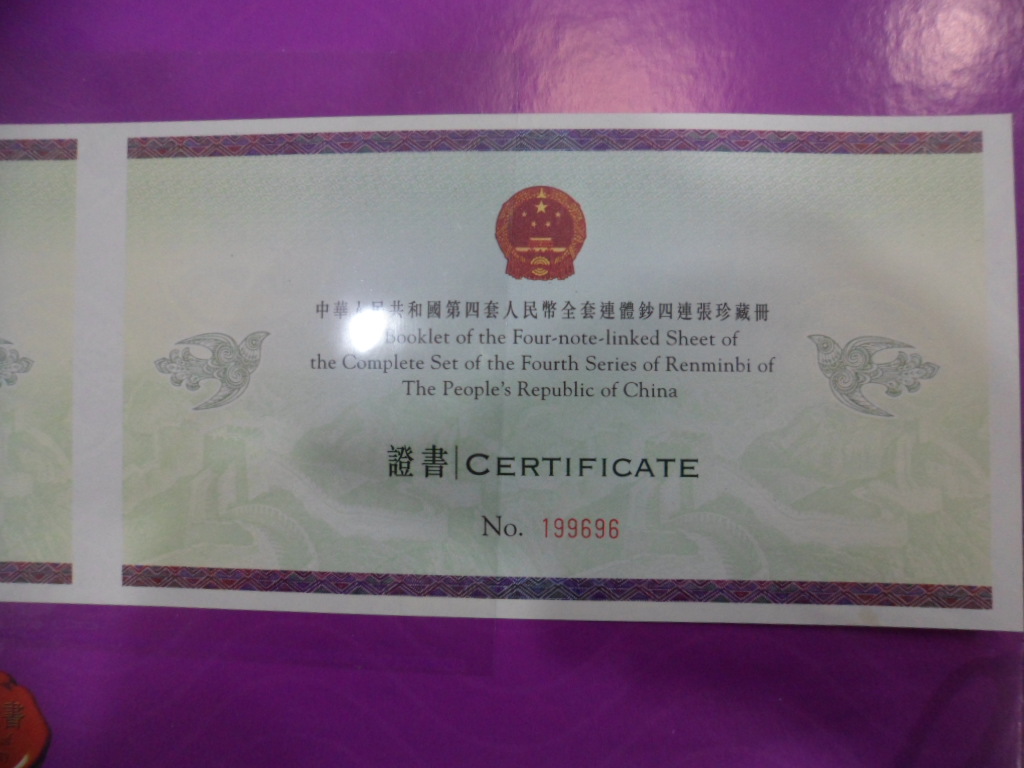 中華人民共和國第四套人民幣全套連體鈔四連張珍藏冊
Booklet of the Four-note-linked Sheet of
the Complete Set of the Fourth Series of Renminbi of
The People's Republic of China
證書|CERTIFICATE
No. 199696
書